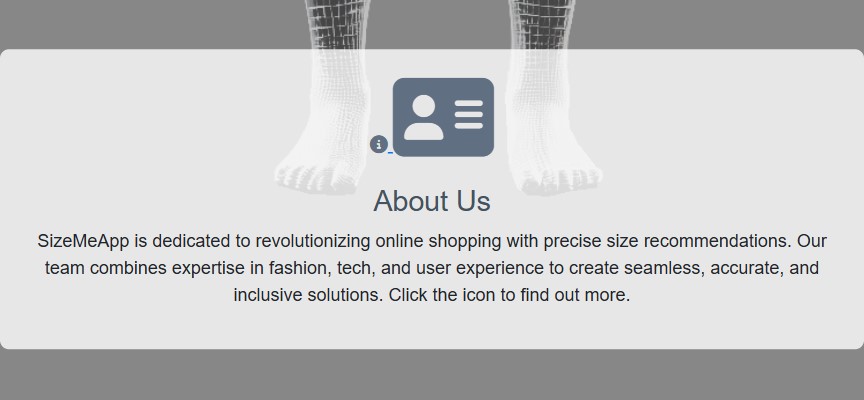 About Us
SizeMeApp is dedicated to revolutionizing online shopping with precise size recommendations. Our
team combines expertise in fashion, tech, and user experience to create seamless, accurate, and
inclusive solutions. Click the icon to find out more.